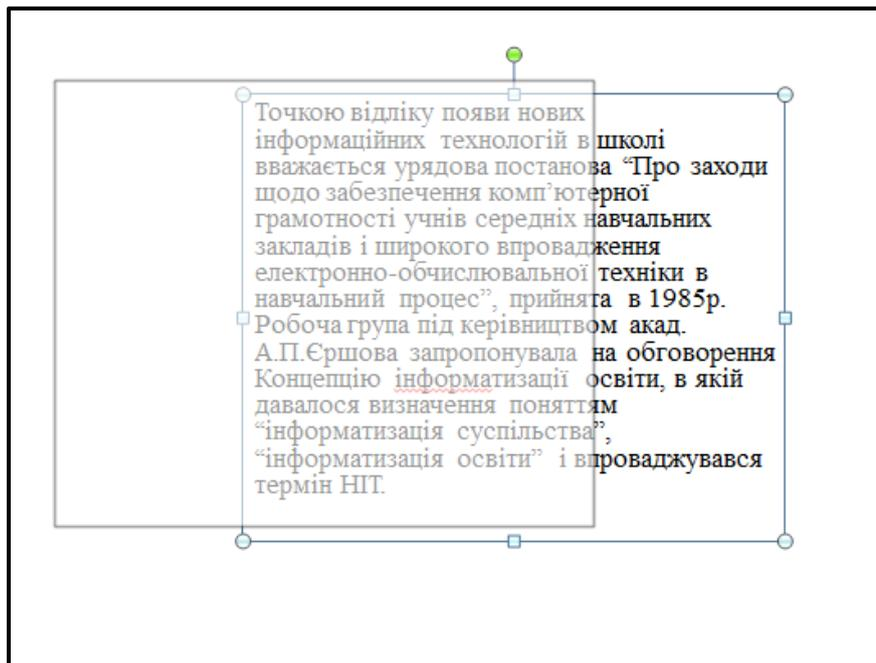 Точкою відліку появи нових
інформаційних технологій в школі
вважається урядова постанова “Про заходи
щодо забезпечення комп’ютерної
грамотності учнів середніх навчальних
закладів і широкого впровадження
електронно-обчислювальної техніки в
навчальний процес”, прийнята в 1985р.
Робоча група під керівництвом акад.
А.П.Єршова запропонувала на обговорення
Концепцію інформатизації освіти, в якій
давалося визначення поняттям
“інформатизація суспільства”,
“інформатизація освіти” і впроваджувався
термін НІТ.